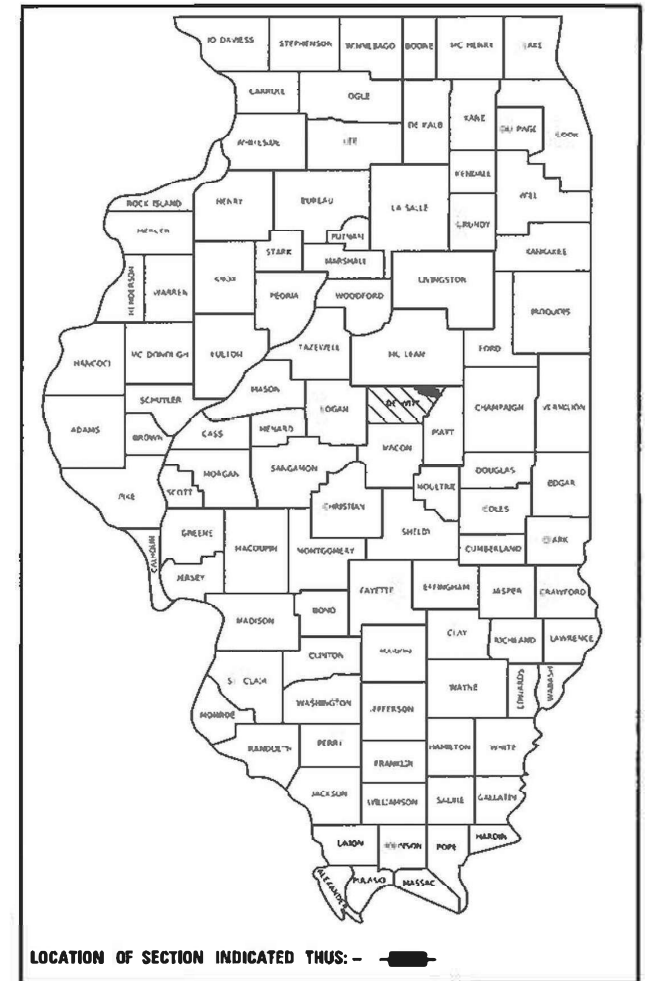 JO DAVIESS STEPHENSON WINNEBAGO BOONE MC HENRY LAKE
CARROLL OGLE DE KALB KANE DU PAGE COOK
WHITESIDE LEE KENDALL
ROCK ISLAND HENRY BUREAU LA SALLE GRUNDY WILL
MERCER PUTNAM KANKAKEE
HENDERSON WARREN KNOX STARK MARSHALL LIVINGSTON
PEORIA WOODFORD IROQUOIS
HANCOCK MC DONOUGH FULTON TAZEWELL MC LEAN FORD
SCHUYLER MASON LOGAN DE WITT CHAMPAIGN VERMILION
ADAMS BROWN CASS MENARD PIATT
MACON
PIKE SCOTT MORGAN SANGAMON MOULTRIE DOUGLAS EDGAR
CHRISTIAN COLES
CALHOUN GREENE MACOUPIN MONTGOMERY SHELBY CUMBERLAND CLARK
JERSEY FAYETTE EFFINGHAM JASPER CRAWFORD
MADISON BOND CLAY RICHLAND LAWRENCE
CLINTON MARION
ST CLAIR WASHINGTON JEFFERSON WAYNE EDWARDS WABASH
MONROE
RANDOLPH PERRY FRANKLIN HAMILTON WHITE
JACKSON WILLIAMSON SALINE GALLATIN
UNION JOHNSON POPE HARDIN
ALEXANDER PULASKI MASSAC
LOCATION OF SECTION INDICATED THUS: -